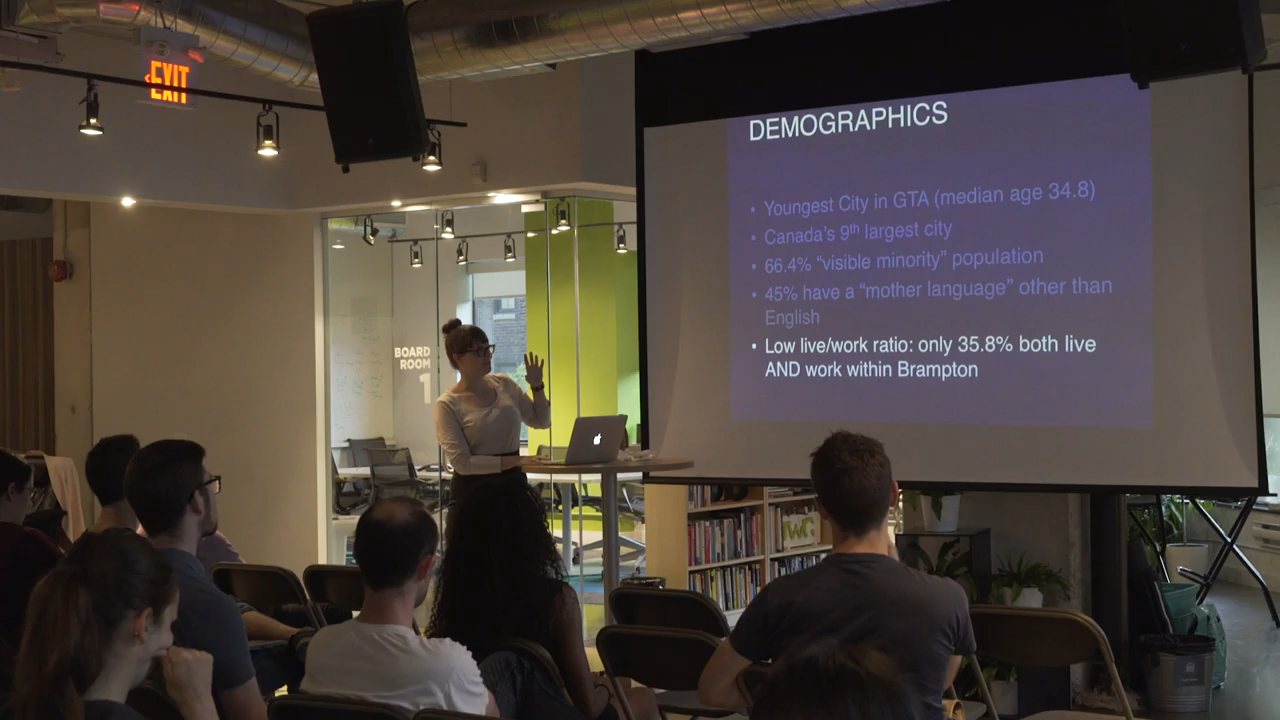 EXIT
DEMOGRAPHICS
• Youngest City in GTA (median age 34.8)
• Canada's 9th largest city
• 66.4% “visible minority” population
• 45% have a “mother language” other than
English
• Low live/work ratio: only 35.8% both live
AND work within Brampton
BOARD
ROOM
1